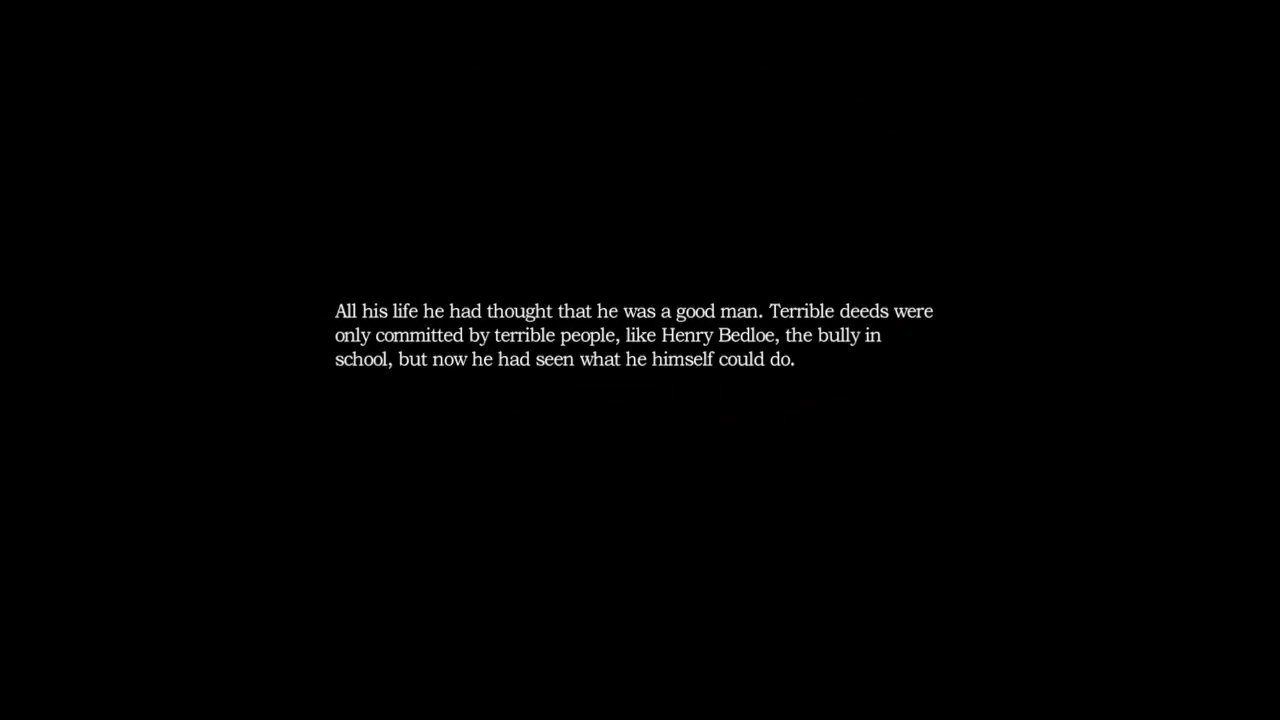 All his life he had thought that he was a good man. Terrible deeds were
only committed by terrible people, like Henry Bedloe, the bully in
school, but now he had seen what he himself could do.